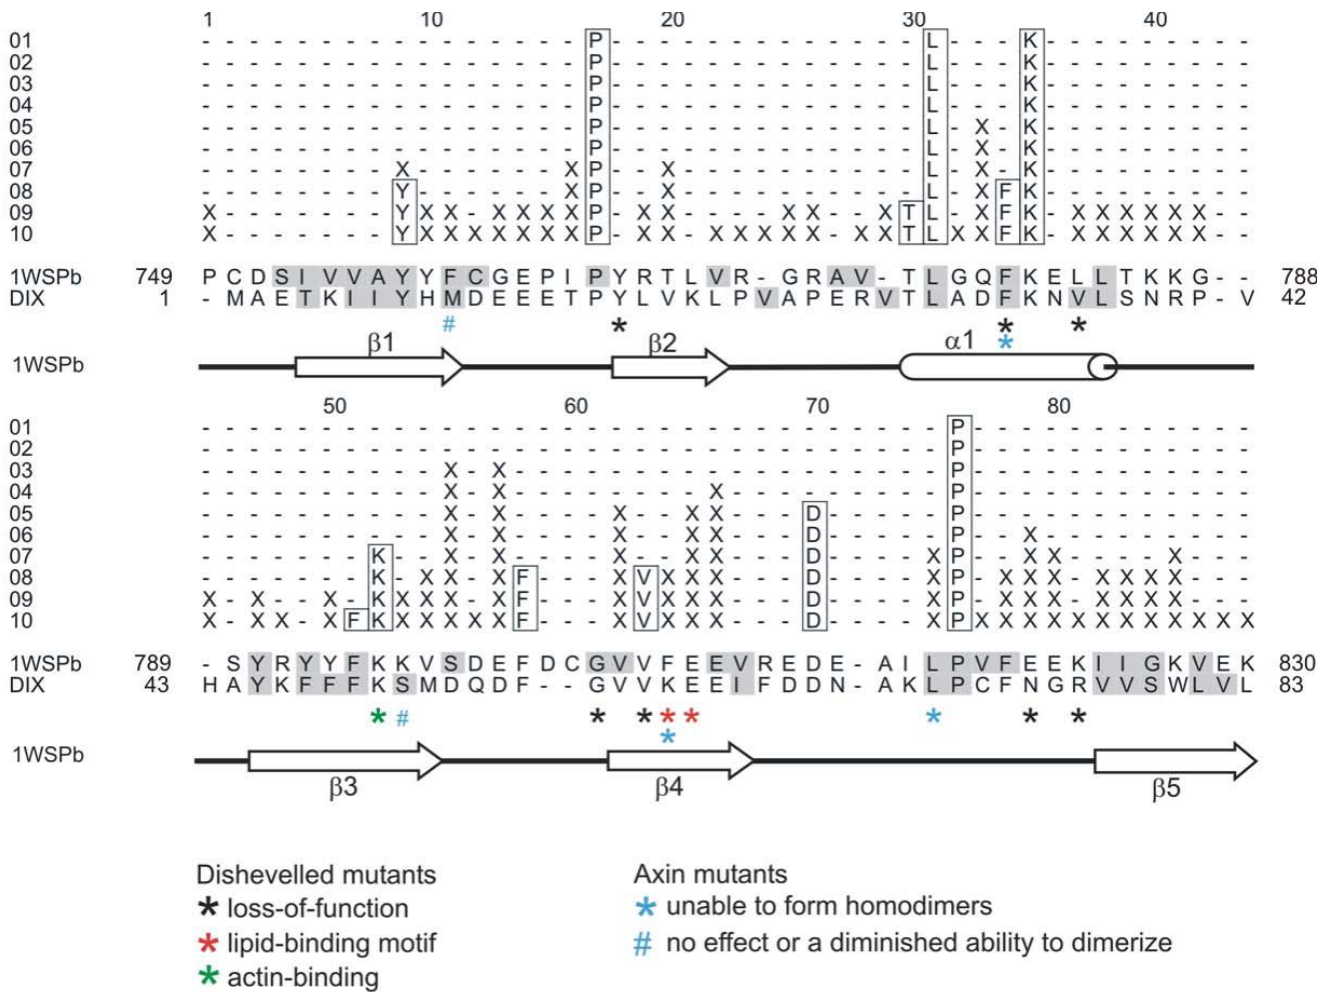 1 10 20 30 40
01 - - - - - - - - - - - - - - - - P - - - - - - - - - - - - - L - - - K - - - - - - - - -
02 - - - - - - - - - - - - - - - - P - - - - - - - - - - - - - L - - - K - - - - - - - - -
03 - - - - - - - - - - - - - - - - P - - - - - - - - - - - - - L - - - K - - - - - - - - -
04 - - - - - - - - - - - - - - - - P - - - - - - - - - - - - - L - - - K - - - - - - - - -
05 - - - - - - - - - - - - - - - - P - - - - - - - - - - - - - L - X - K - - - - - - - - -
06 - - - - - - - - - - - - - - - - P - - - - - - - - - - - - - L - X - K - - - - - - - - -
07 - - - - - - - - X - - - - - - X P - - X - - - - - - - - - - L - X - K - - - - - - - - -
08 - - - - - - - - Y - - - - - - X P - - X - - - - - - - - - - L - X F K - - - - - - - - -
09 X - - - - - - - Y X X - X X X X P - X X - - - - X X - - X T L - X F K - X X X X X X - -
10 X - - - - - - - Y X X X X X X X P - X X - X X X X X - X X T L X X F K - X X X X X X - -
1WSPb 749 P C D S I V V A Y Y F C G E P I P Y R T L V R - G R A V - T L G Q F K E L L T K K G - - 788
DIX 1 - M A E T K I I Y H M D E E E T P Y L V K L P V A P E R V T L A D F K N V L S N R P - V 42
# * * *
*
β1 β2 α1
1WSPb
50 60 70 80
01 - - - - - - - - - - - - - - - - - - - - - - - - - - - - - - - P - - - - - - - - - - - -
02 - - - - - - - - - - - - - - - - - - - - - - - - - - - - - - - P - - - - - - - - - - - -
03 - - - - - - - - - - X - X - - - - - - - - - - - - - - - - - - P - - - - - - - - - - - -
04 - - - - - - - - - - X - X - - - - - - - - X - - - - - - - - - P - - - - - - - - - - - -
05 - - - - - - - - - - X - X - - - - X - - X X - - - D - - - - - P - - - - - - - - - - - -
06 - - - - - - - - - - X - X - - - - X - - X X - - - D - - - - - P - - X - - - - - - - - -
07 - - - - - - - K - - X - X - - - - X - - X X - - - D - - - - X P - - X X - - - - X - - -
08 - - - - - - - K - X X - X F - - - X V X X X - - - D - - - - X P - X X X - X X X X - - -
09 X - X - - X - K X X X - X F - - - X V X X X - - - D - - - - X P - X X X - X X X X - - -
10 X - X X - X F K X X X X X F - - - X V X X X - - - D - - - - X P X X X X X X X X X X X X
1WSPb 789 - S Y R Y Y F K K V S D E F D C G V V F E E V R E D E - A I L P V F E E K I I G K V E K 830
DIX 43 H A Y K F F F K S M D Q D F - - G V V K E E I F D D N - A K L P C F N G R V V S W L V L 83
* # * * * * * * *
*
1WSPb
β3 β4 β5
Dishevelled mutants
* loss-of-function
* lipid-binding motif
* actin-binding
Axin mutants
* unable to form homodimers
# no effect or a diminished ability to dimerize